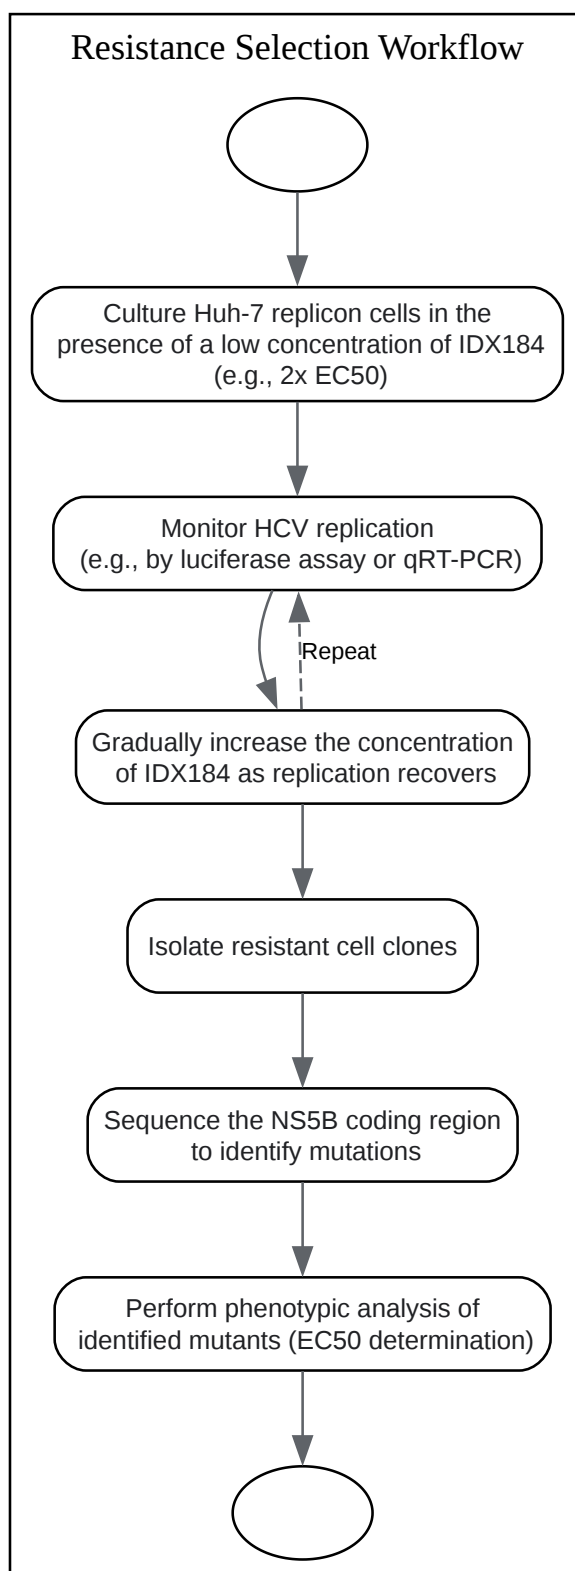 Resistance Selection Workflow
Culture Huh-7 replicon cells in the
presence of a low concentration of IDX184
(e.g., 2x EC50)
Monitor HCV replication
(e.g., by luciferase assay or qRT-PCR)
Repeat
Gradually increase the concentration
of IDX184 as replication recovers
Isolate resistant cell clones
Sequence the NS5B coding region
to identify mutations
Perform phenotypic analysis of
identified mutants (EC50 determination)